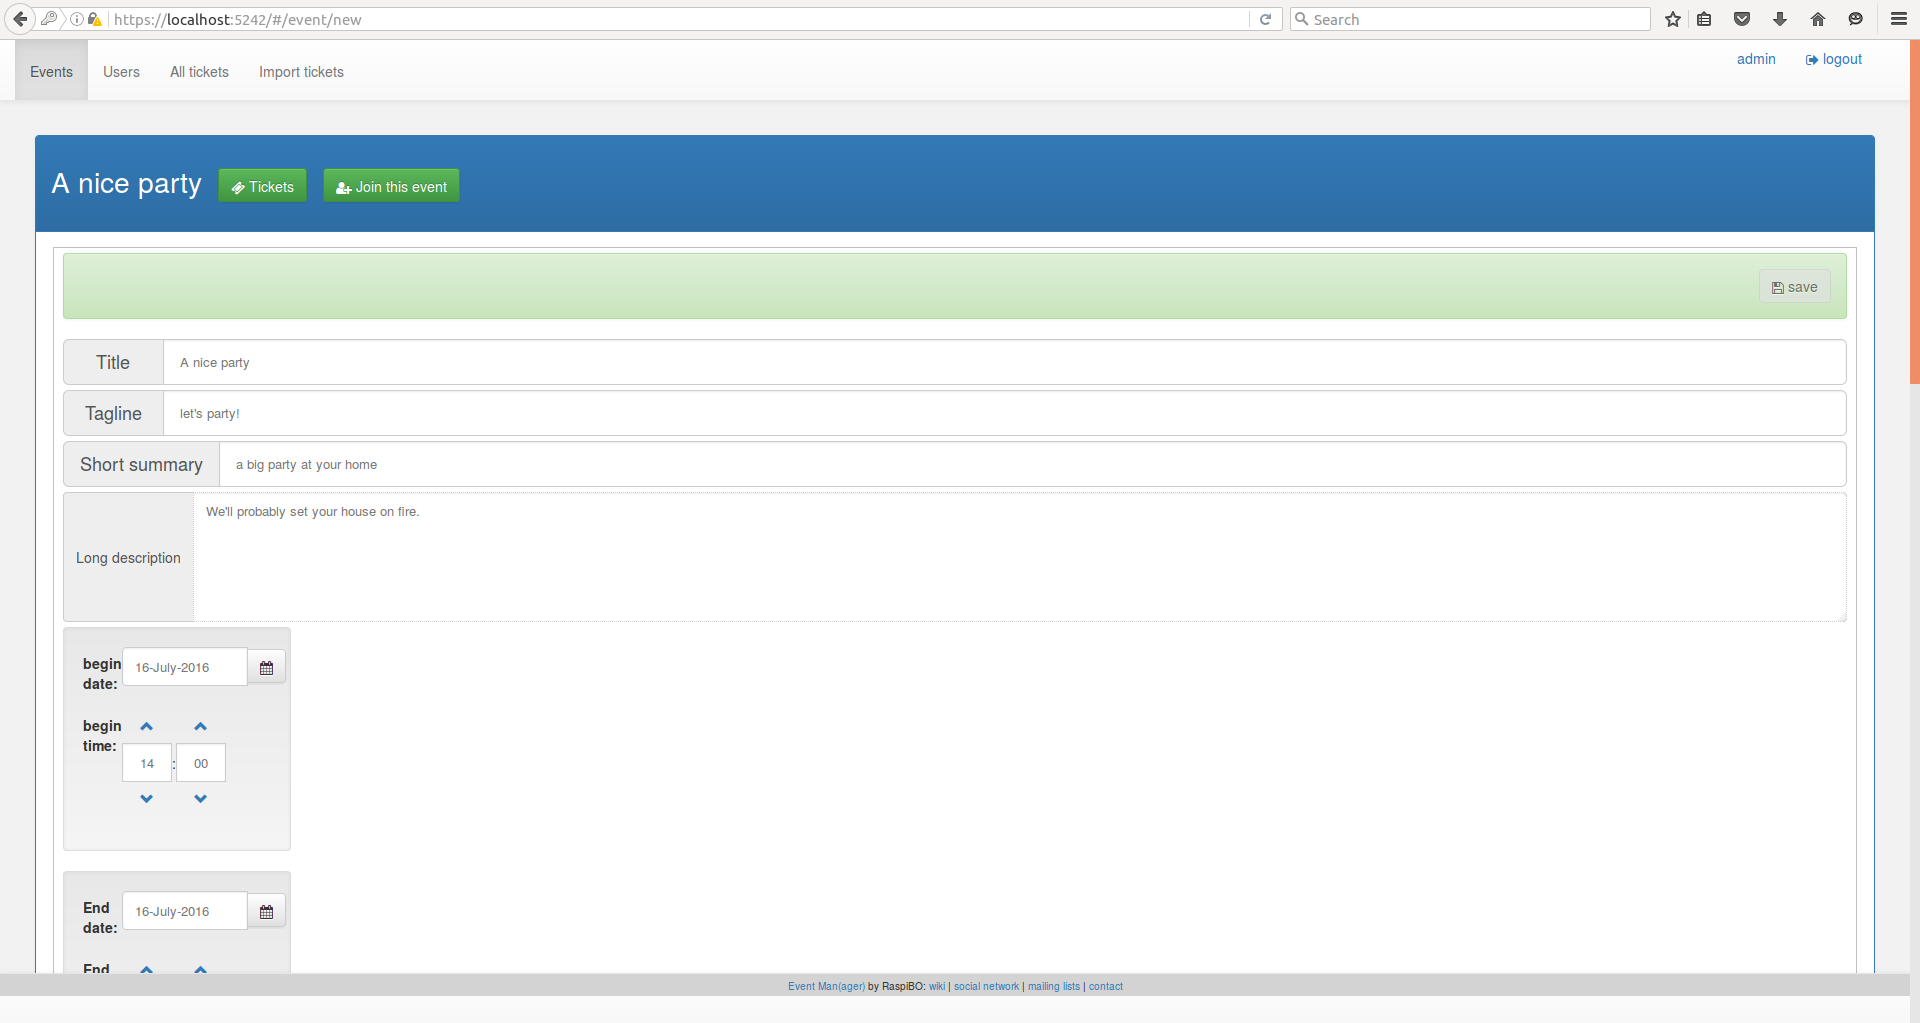 https://localhost:5242/#/event/new
Search
Events Users All tickets Import tickets
admin logout
A nice party Tickets Join this event
save
Title A nice party
Tagline let's party!
Short summary a big party at your home
Long description We'll probably set your house on fire.
begin date: 16-July-2016
begin time: 14 : 00
End date: 16-July-2016
End
Event Man(ager) by RaspiBO: wiki | social network | mailing lists | contact